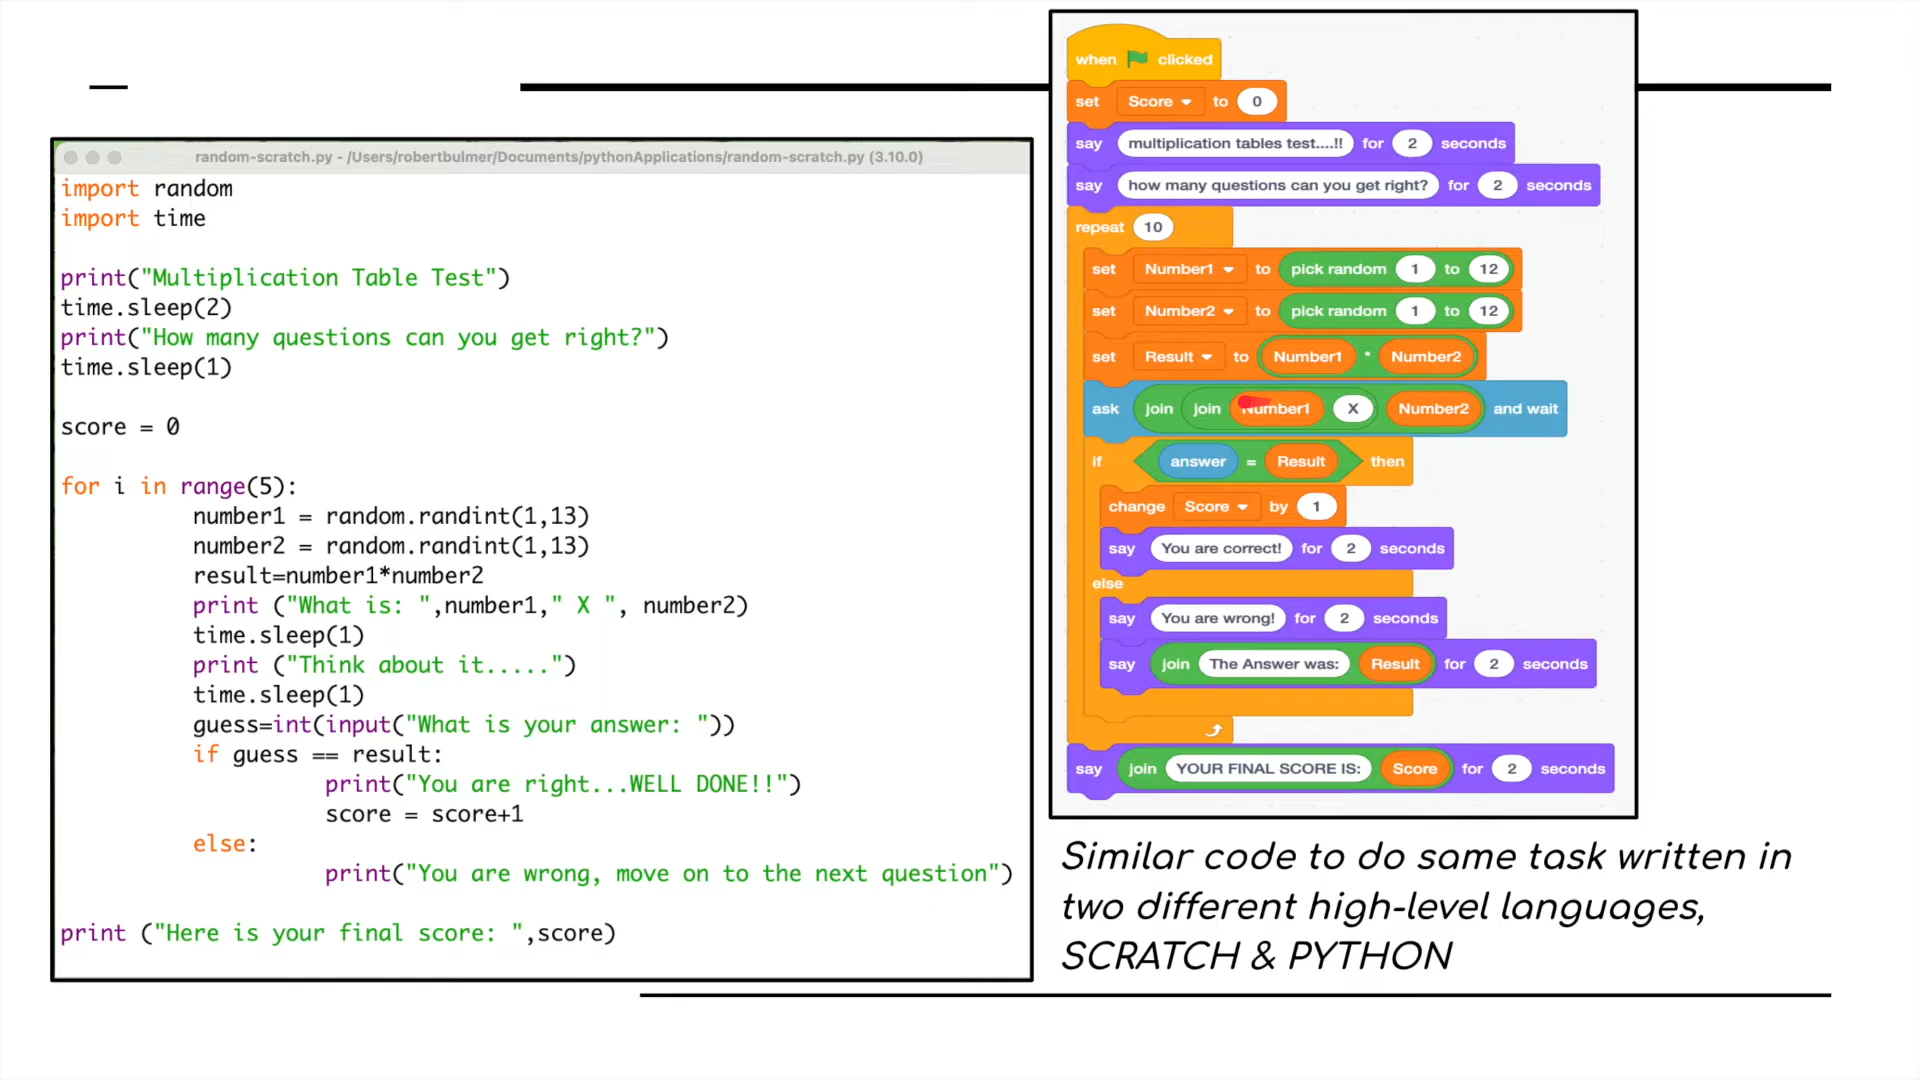 random-scratch.py - /Users/robertbulmer/Documents/pythonApplications/random-scratch.py (3.10.0)
import random
import time
print("Multiplication Table Test")
time.sleep(2)
print("How many questions can you get right?")
time.sleep(1)
score = 0
for i in range(5):
number1 = random.randint(1,13)
number2 = random.randint(1,13)
result=number1*number2
print ("What is: ",number1," X ", number2)
time.sleep(1)
print ("Think about it.....")
time.sleep(1)
guess=int(input("What is your answer: "))
if guess == result:
print("You are right...WELL DONE!!")
score = score+1
else:
print("You are wrong, move on to the next question")
print ("Here is your final score: ",score)
when clicked
set Score to 0
say multiplication tables test....!! for 2 seconds
say how many questions can you get right? for 2 seconds
repeat 10
set Number1 to pick random 1 to 12
set Number2 to pick random 1 to 12
set Result to Number1 * Number2
ask join join Number1 X Number2 and wait
if answer = Result then
change Score by 1
say You are correct! for 2 seconds
else
say You are wrong! for 2 seconds
say join The Answer was: Result for 2 seconds
say join YOUR FINAL SCORE IS: Score for 2 seconds
Similar code to do same task written in
two different high-level languages,
SCRATCH & PYTHON